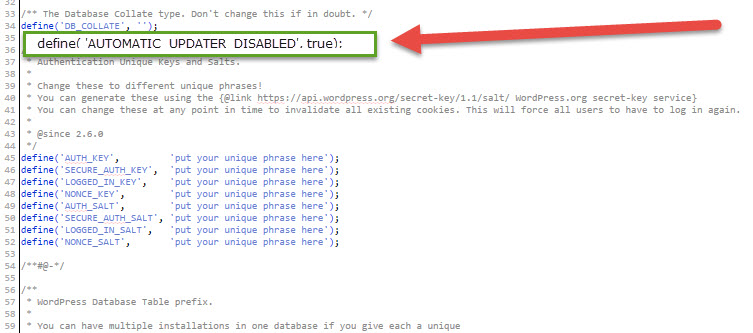 32
33 /** The Database Collate type. Don't change this if in doubt. */
34 define('DB_COLLATE', '');
35
define( 'AUTOMATIC_UPDATER_DISABLED', true);
* Authentication Unique Keys and Salts.
38 *
39 * Change these to different unique phrases!
40 * You can generate these using the {@link https://api.wordpress.org/secret-key/1.1/salt/ WordPress.org secret-key service}
41 * You can change these at any point in time to invalidate all existing cookies. This will force all users to have to log in again.
42 *
43 * @since 2.6.0
44 */
45 define('AUTH_KEY', 'put your unique phrase here');
46 define('SECURE_AUTH_KEY', 'put your unique phrase here');
47 define('LOGGED_IN_KEY', 'put your unique phrase here');
48 define('NONCE_KEY', 'put your unique phrase here');
49 define('AUTH_SALT', 'put your unique phrase here');
50 define('SECURE_AUTH_SALT', 'put your unique phrase here');
51 define('LOGGED_IN_SALT', 'put your unique phrase here');
52 define('NONCE_SALT', 'put your unique phrase here');
53
54 /**#@-*/
55
56 /**
57 * WordPress Database Table prefix.
58 *
59 * You can have multiple installations in one database if you give each a unique